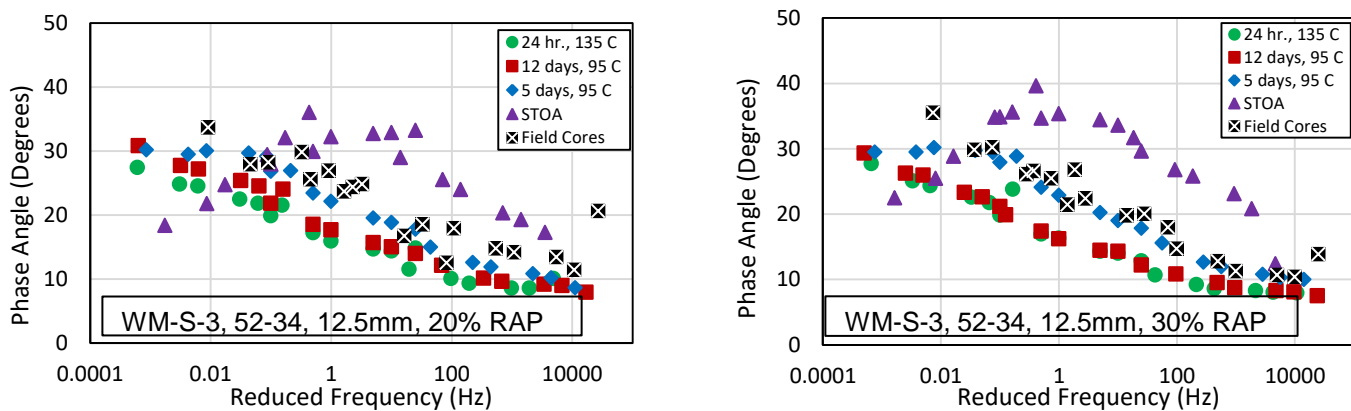 50
40
30
20
10
0
Phase Angle (Degrees)
24 hr., 135 C
12 days, 95 C
5 days, 95 C
STOA
Field Cores
WM-S-3, 52-34, 12.5mm, 20% RAP
0.0001 0.01 1 100 10000
Reduced Frequency (Hz)
50
40
30
20
10
0
Phase Angle (Degrees)
24 hr., 135 C
12 days, 95 C
5 days, 95 C
STOA
Field Cores
WM-S-3, 52-34, 12.5mm, 30% RAP
0.0001 0.01 1 100 10000
Reduced Frequency (Hz)